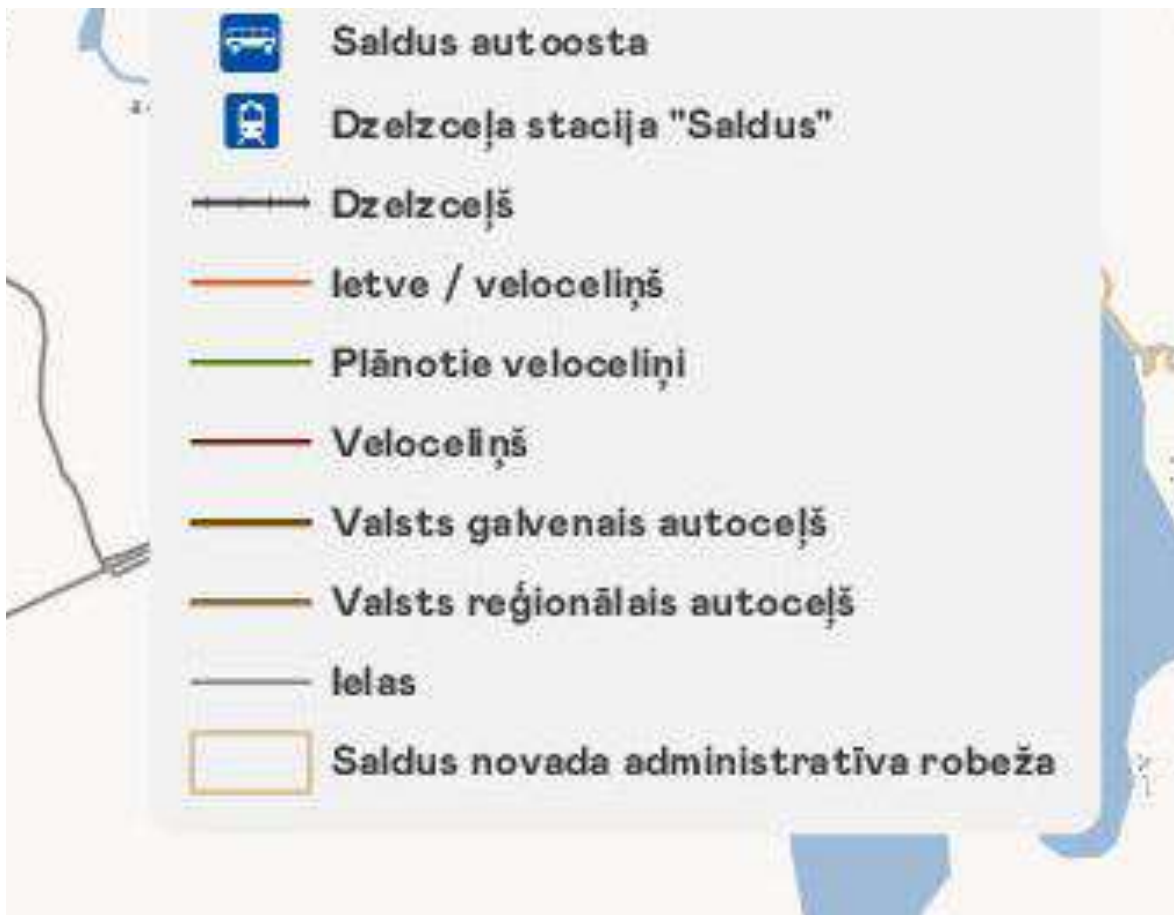 Saldus autoosta
Dzelzceļa stacija "Saldus"
Dzelzceļš
Ietve / veloceliņš
Plānotie veloceliņi
Veloceliņš
Valsts galvenais autoceļš
Valsts reģionālais autoceļš
Ielas
Saldus novada administratīva robeža